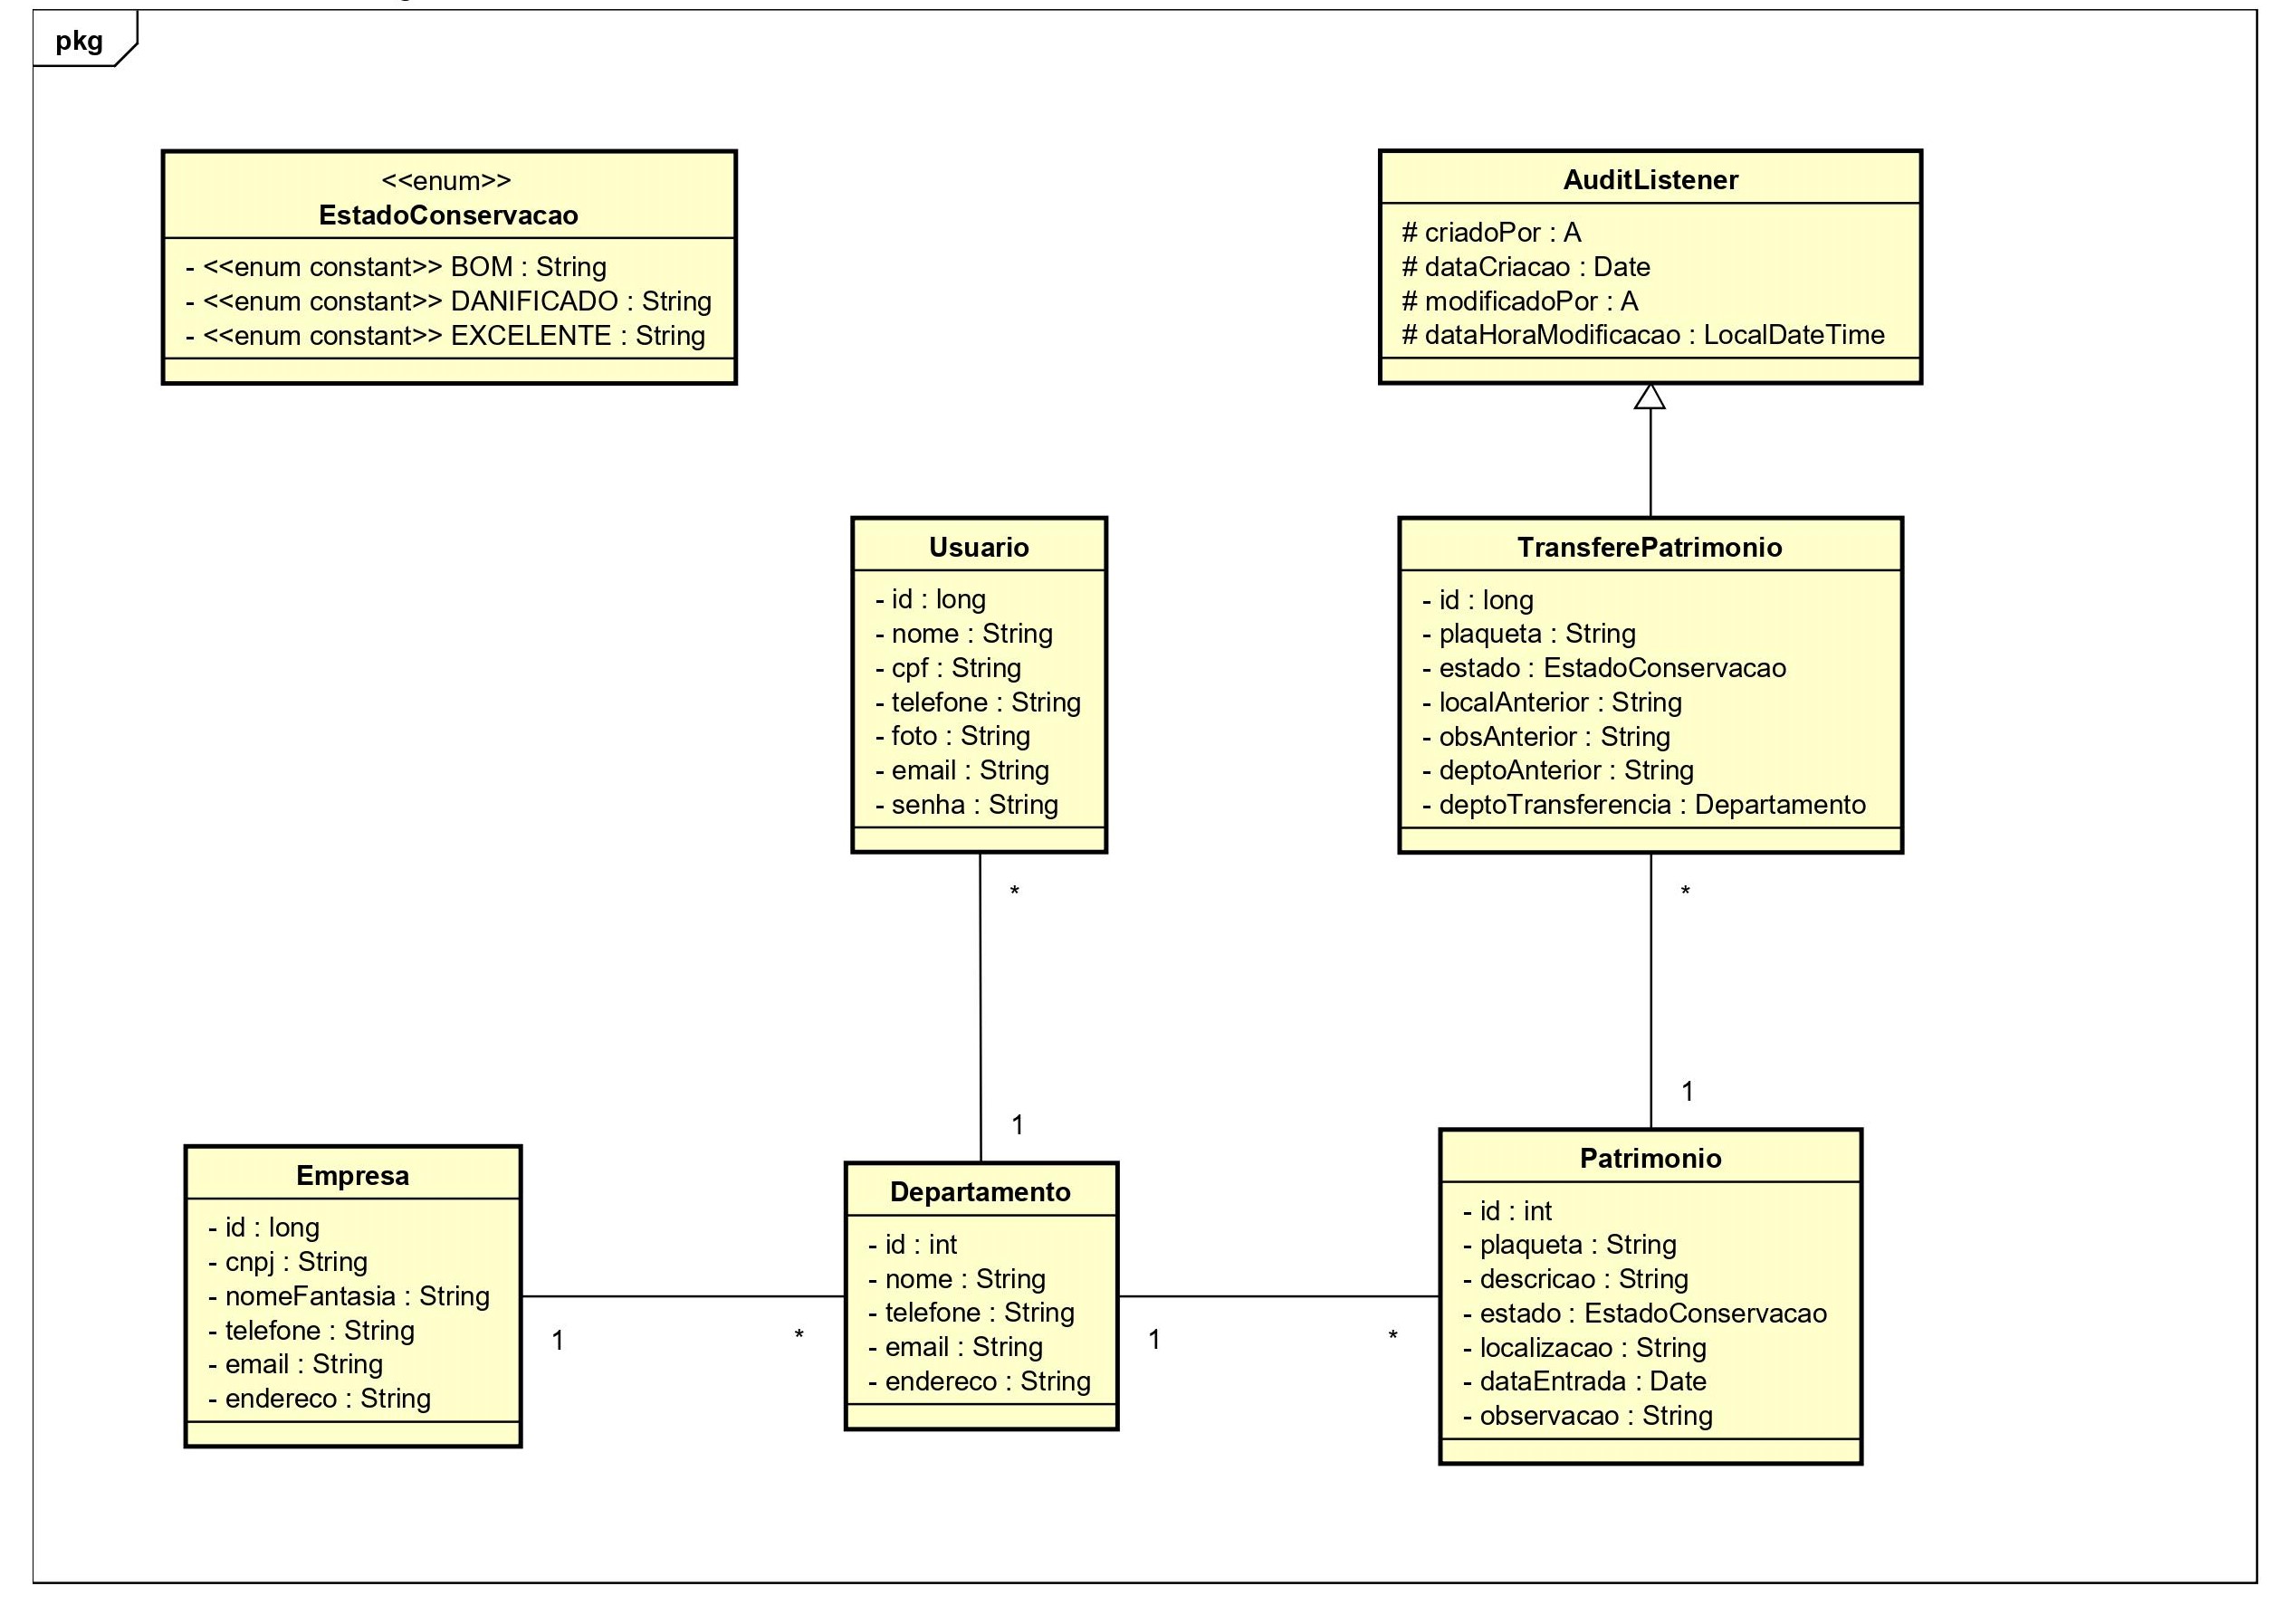 pkg
<<enum>>
EstadoConservacao
- <<enum constant>> BOM : String
- <<enum constant>> DANIFICADO : String
- <<enum constant>> EXCELENTE : String
AuditListener
# criadoPor : A
# dataCriacao : Date
# modificadoPor : A
# dataHoraModificacao : LocalDateTime
Usuario
- id : long
- nome : String
- cpf : String
- telefone : String
- foto : String
- email : String
- senha : String
TransferePatrimonio
- id : long
- plaqueta : String
- estado : EstadoConservacao
- localAnterior : String
- obsAnterior : String
- deptoAnterior : String
- deptoTransferencia : Departamento
*
*
1
1
Empresa
- id : long
- cnpj : String
- nomeFantasia : String
- telefone : String
- email : String
- endereco : String
1
*
Departamento
- id : int
- nome : String
- telefone : String
- email : String
- endereco : String
1
*
Patrimonio
- id : int
- plaqueta : String
- descricao : String
- estado : EstadoConservacao
- localizacao : String
- dataEntrada : Date
- observacao : String